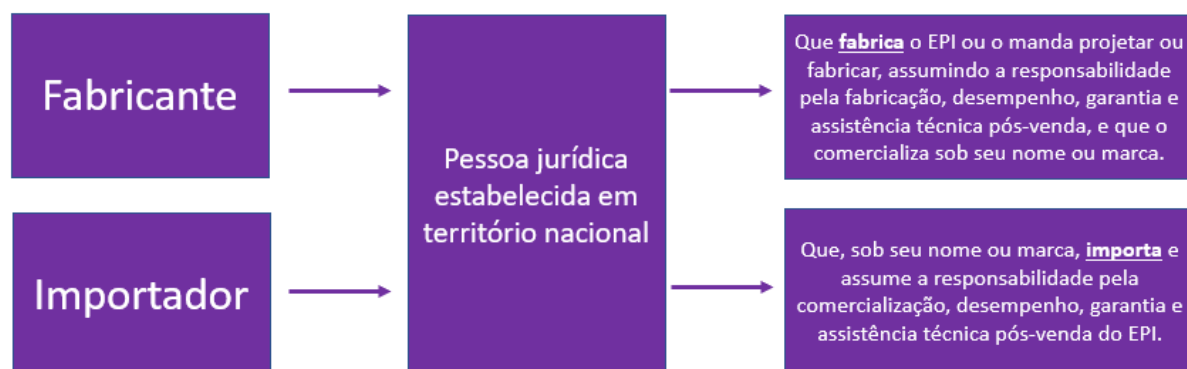 Fabricante
Importador
Pessoa jurídica
estabelecida em
território nacional
Que fabrica o EPI ou o manda projetar ou
fabricar, assumindo a responsabilidade
pela fabricação, desempenho, garantia e
assistência técnica pós-venda, e que o
comercializa sob seu nome ou marca.
Que, sob seu nome ou marca, importa e
assume a responsabilidade pela
comercialização, desempenho, garantia e
assistência técnica pós-venda do EPI.